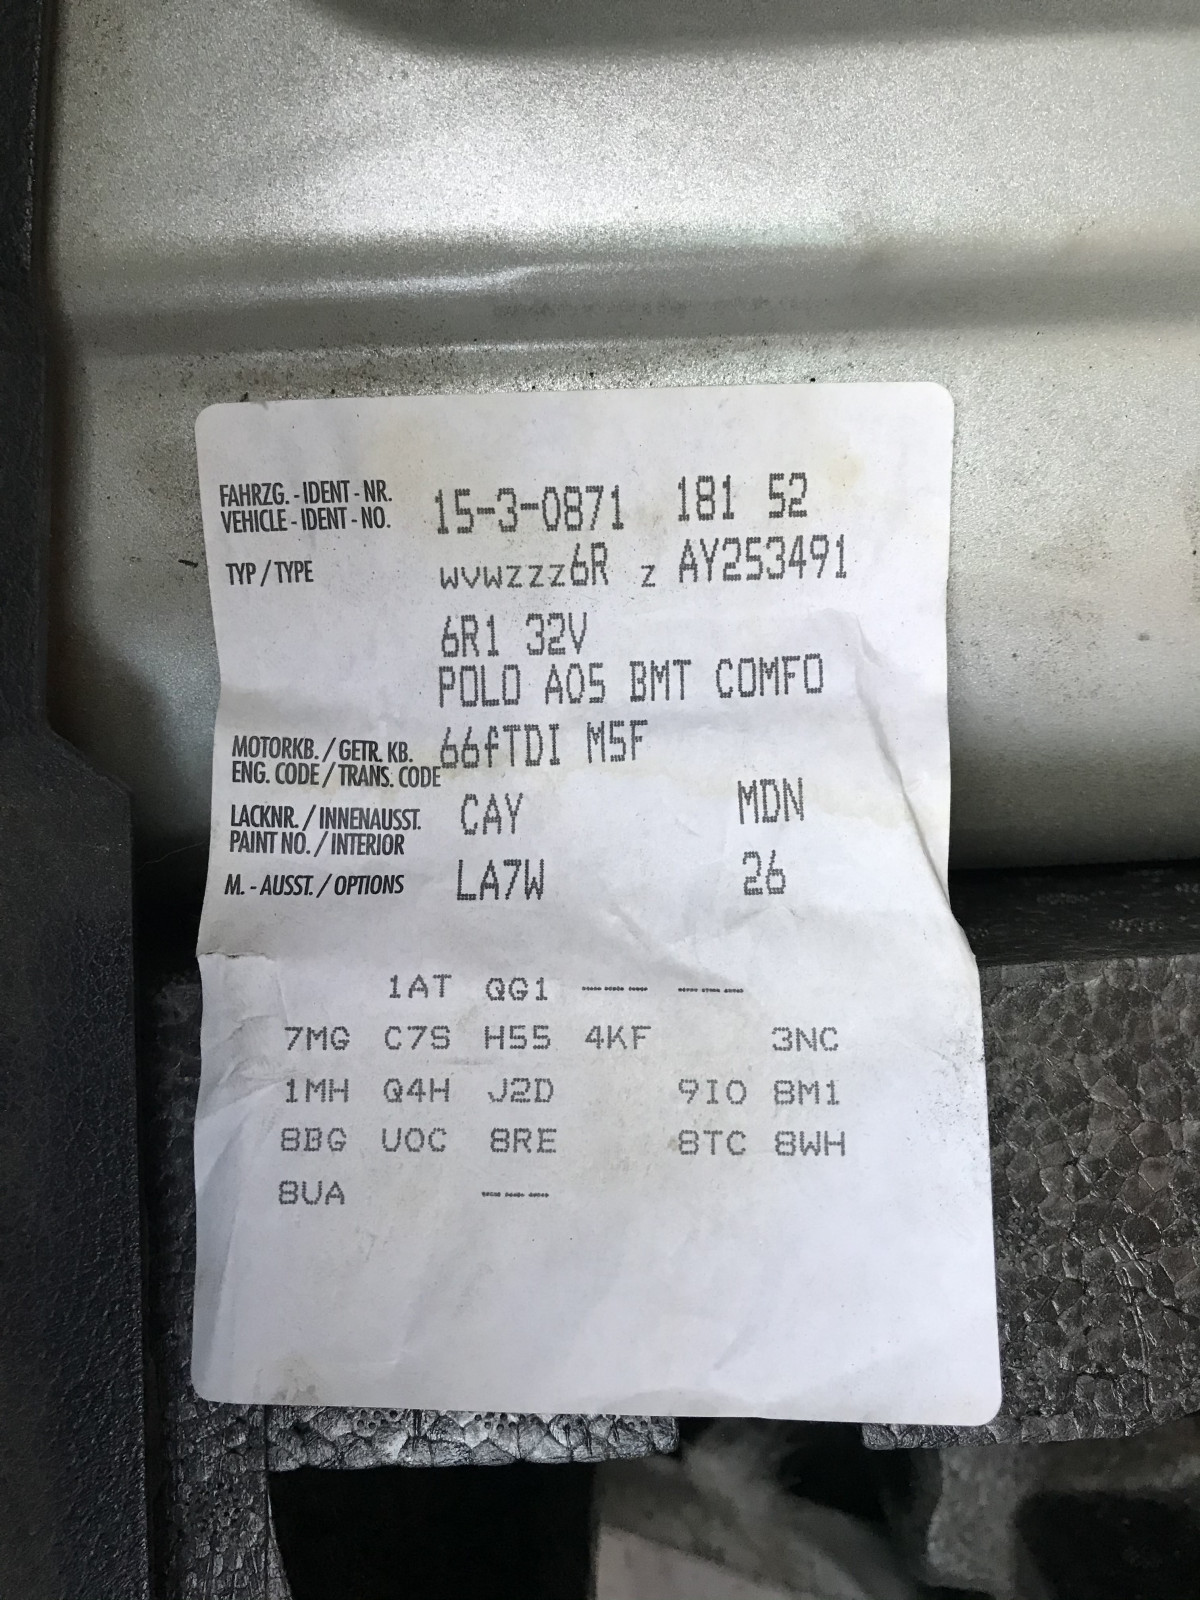 FAHRZG. - IDENT - NR. 15-3-0871 181 52
VEHICLE - IDENT - NO.
TYP / TYPE wvwzzz6R z AY253491
6R1 32V
POLO A05 BMT COMFO
MOTORKB. / GETR. KB. 66fTDI M5F
ENG. CODE / TRANS. CODE
LACKNR. / INNENAUSST. CAY MDN
PAINT NO. / INTERIOR
M. - AUSST. / OPTIONS LA7W 26
1AT QG1 --- ---
7MG C7S H55 4KF 3NC
1MH Q4H J2D 9IO 8M1
8BG UOC 8RE 8TC 8WH
8UA ---